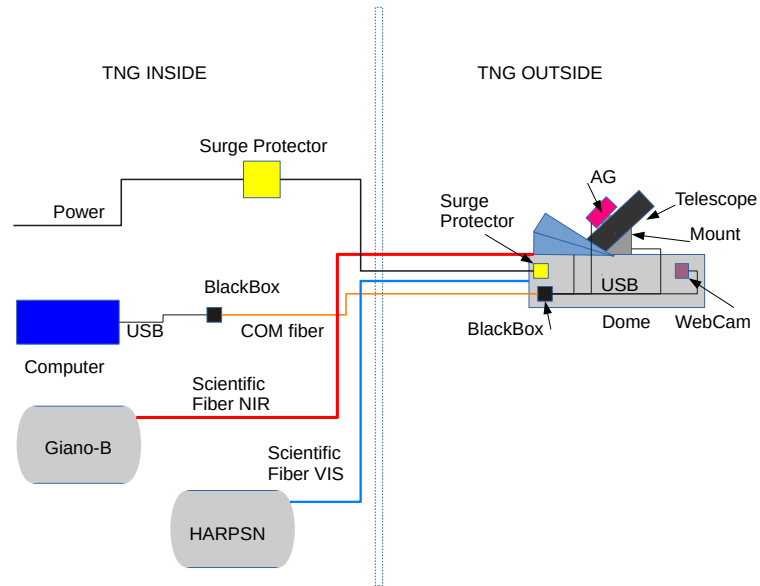 TNG INSIDE
TNG OUTSIDE
Surge Protector
Power
AG
Telescope
Surge
Protector
Mount
BlackBox
USB
USB
COM fiber
BlackBox
Dome
WebCam
Computer
Scientific
Fiber NIR
Giano-B
Scientific
Fiber VIS
HARPSN